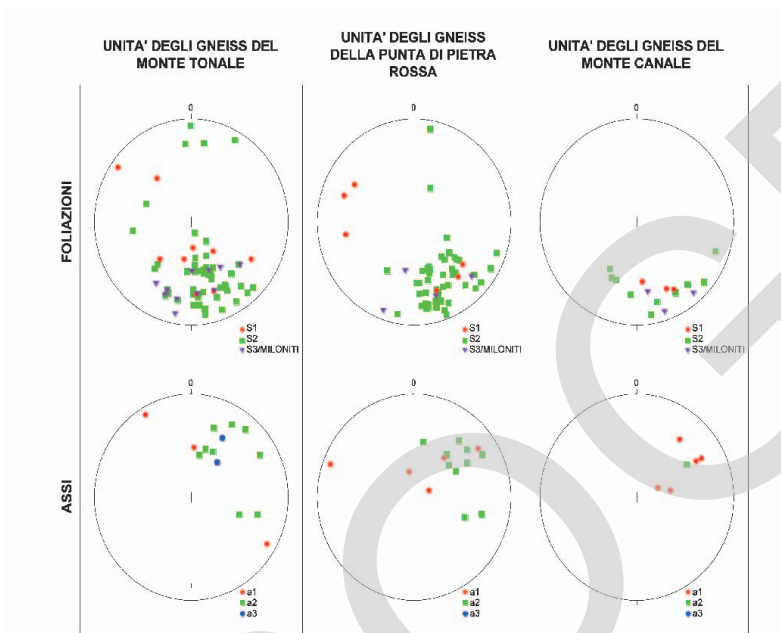 UNITA' DEGLI GNEISS DEL
MONTE TONALE
UNITA' DEGLI GNEISS
DELLA PUNTA DI PIETRA
ROSSA
UNITA' DEGLI GNEISS DEL
MONTE CANALE
FOLIAZIONI
0
0
0
S1
S2
S3/MILONITI
S1
S2
S3/MILONITI
S1
S2
S3/MILONITI
ASSI
0
0
0
a1
a2
a3
a1
a2
a3
a1
a2
a3